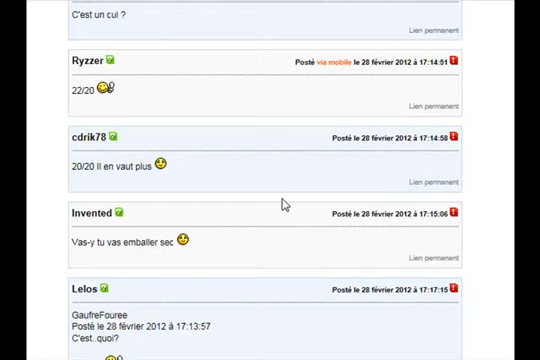 C'est un cul ?
Lien permanent
Ryzzer Posté via mobile le 28 février 2012 à 17:14:51
22/20
Lien permanent
cdrik78 Posté le 28 février 2012 à 17:14:58
20/20 Il en vaut plus
Lien permanent
Invented Posté le 28 février 2012 à 17:15:06
Vas-y tu vas emballer sec
Lien permanent
Lelos Posté le 28 février 2012 à 17:17:15
GaufreFouree
Posté le 28 février 2012 à 17:13:57
C'est..quoi?